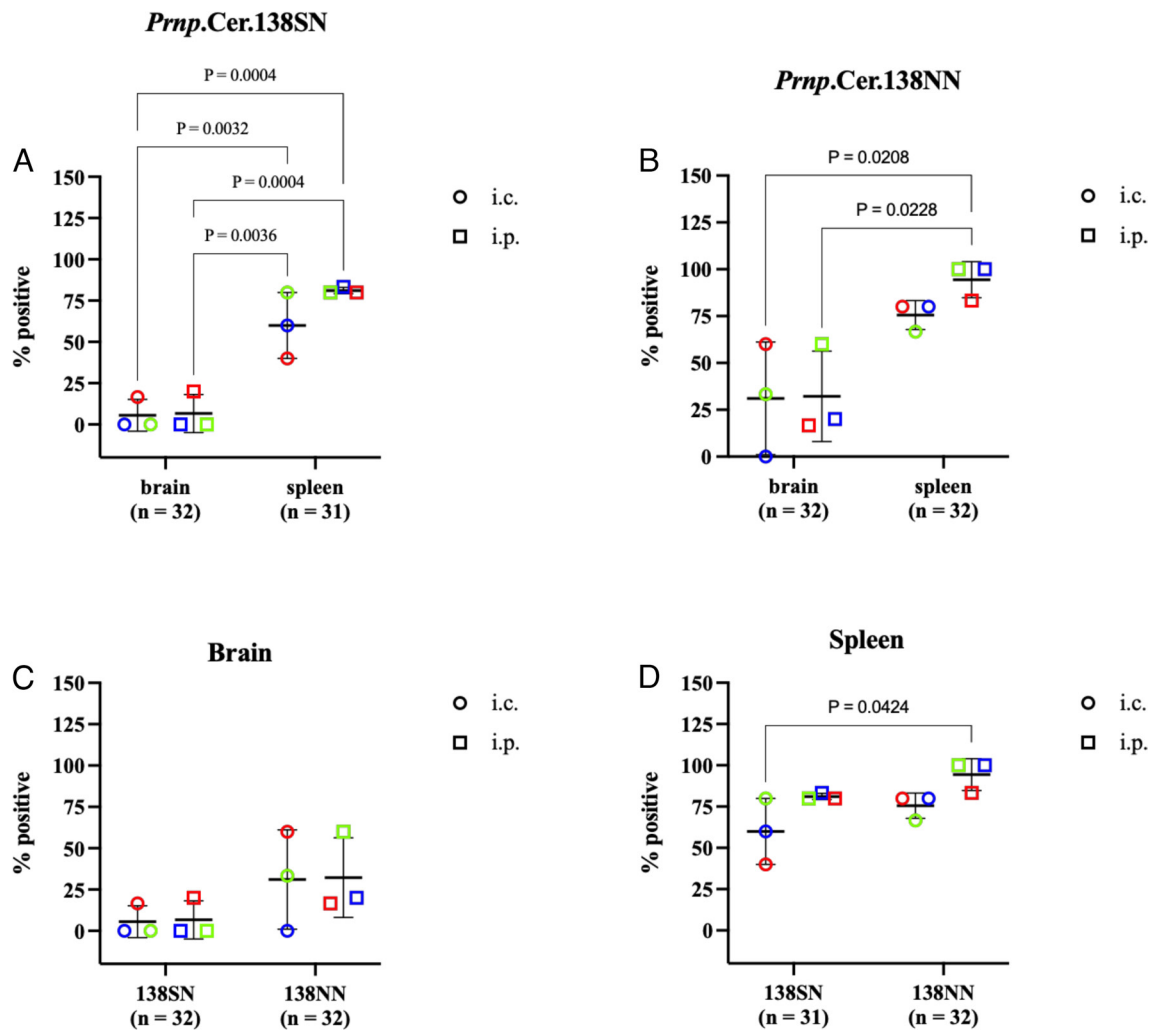 Prnp.Cer.138SN
A
P = 0.0004
P = 0.0032
P = 0.0004
P = 0.0036
150
125
100
75
50
25
0
% positive
i.c.
i.p.
brain
(n = 32)
spleen
(n = 31)
Prnp.Cer.138NN
B
P = 0.0208
P = 0.0228
150
125
100
75
50
25
0
% positive
i.c.
i.p.
brain
(n = 32)
spleen
(n = 32)
Brain
C
150
125
100
75
50
25
0
% positive
i.c.
i.p.
138SN
(n = 32)
138NN
(n = 32)
Spleen
D
P = 0.0424
150
125
100
75
50
25
0
% positive
i.c.
i.p.
138SN
(n = 31)
138NN
(n = 32)